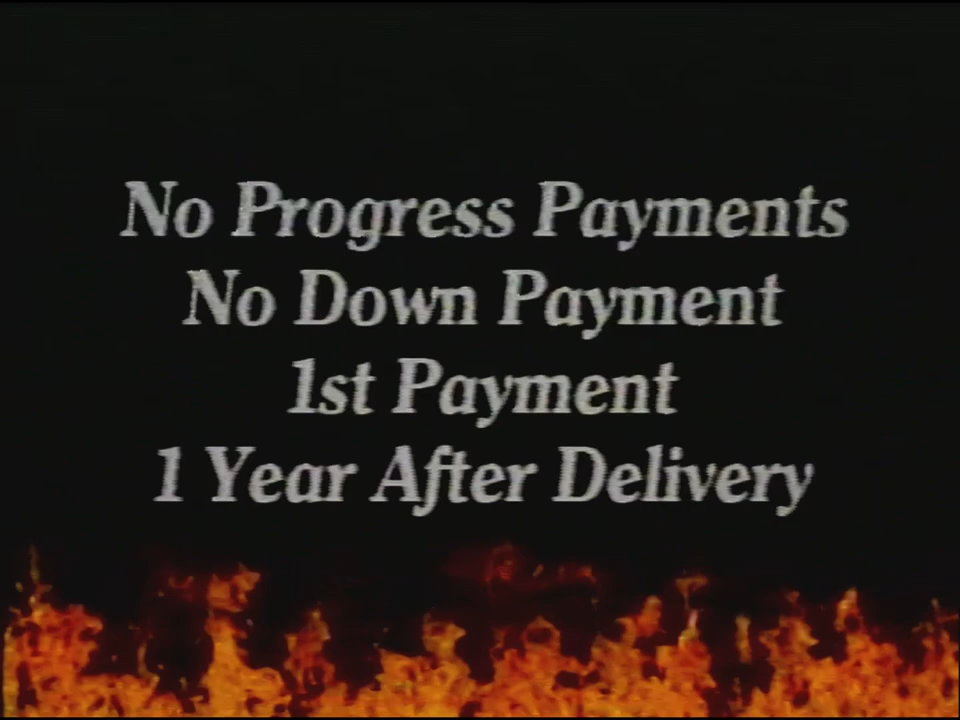 No Progress Payments
No Down Payment
1st Payment
1 Year After Delivery